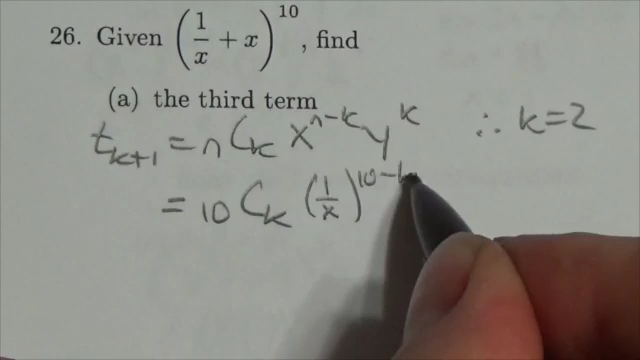 26. Given (1/x + x)^10, find
(a) the third term
t_{k+1} = nC_k x^{n-k} y^k ∴ k=2
= 10C_k (1/x)^{10-k}